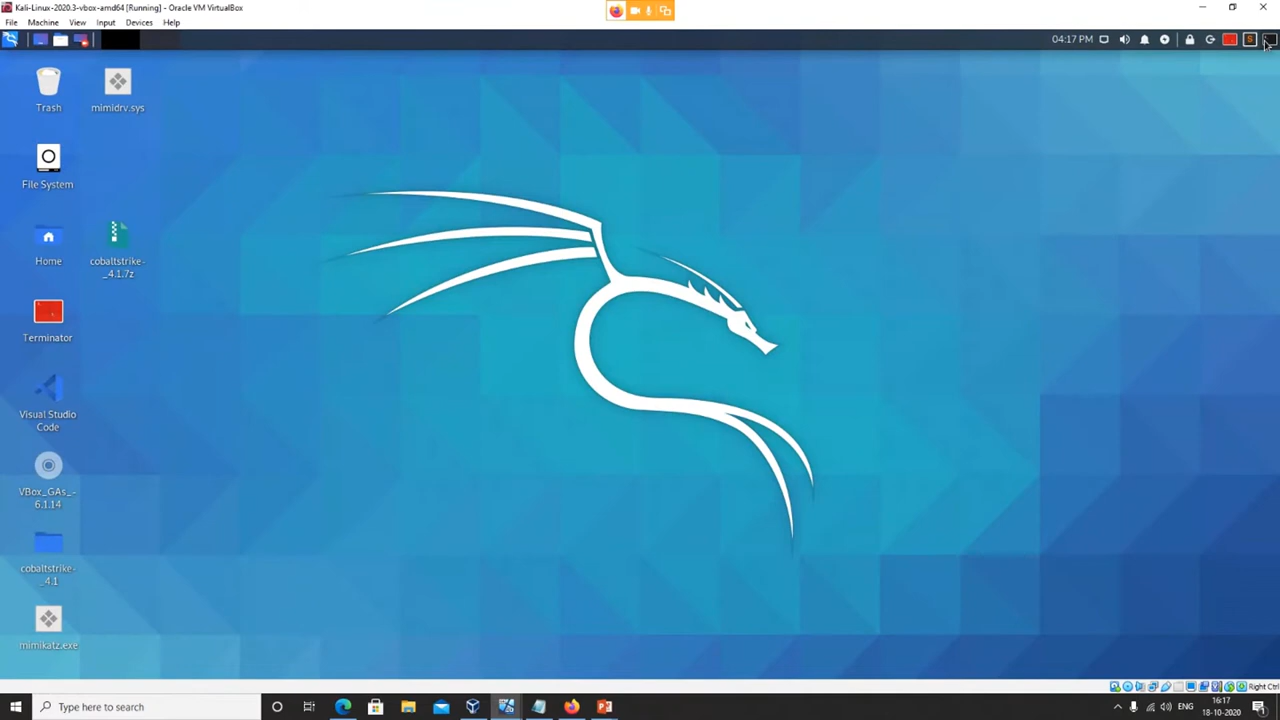 Kali-Linux-2020.3-vbox-amd64 [Running] - Oracle VM VirtualBox
File Machine View Input Devices Help
04:17 PM
S
Trash
mimidrv.sys
File System
Home
cobaltstrike-
_4.1.7z
Terminator
Visual Studio
Code
VBox_GAs_-
6.1.14
cobaltstrike-
_4.1
mimikatz.exe
Right Ctrl
Type here to search
ENG
16:17
18-10-2020